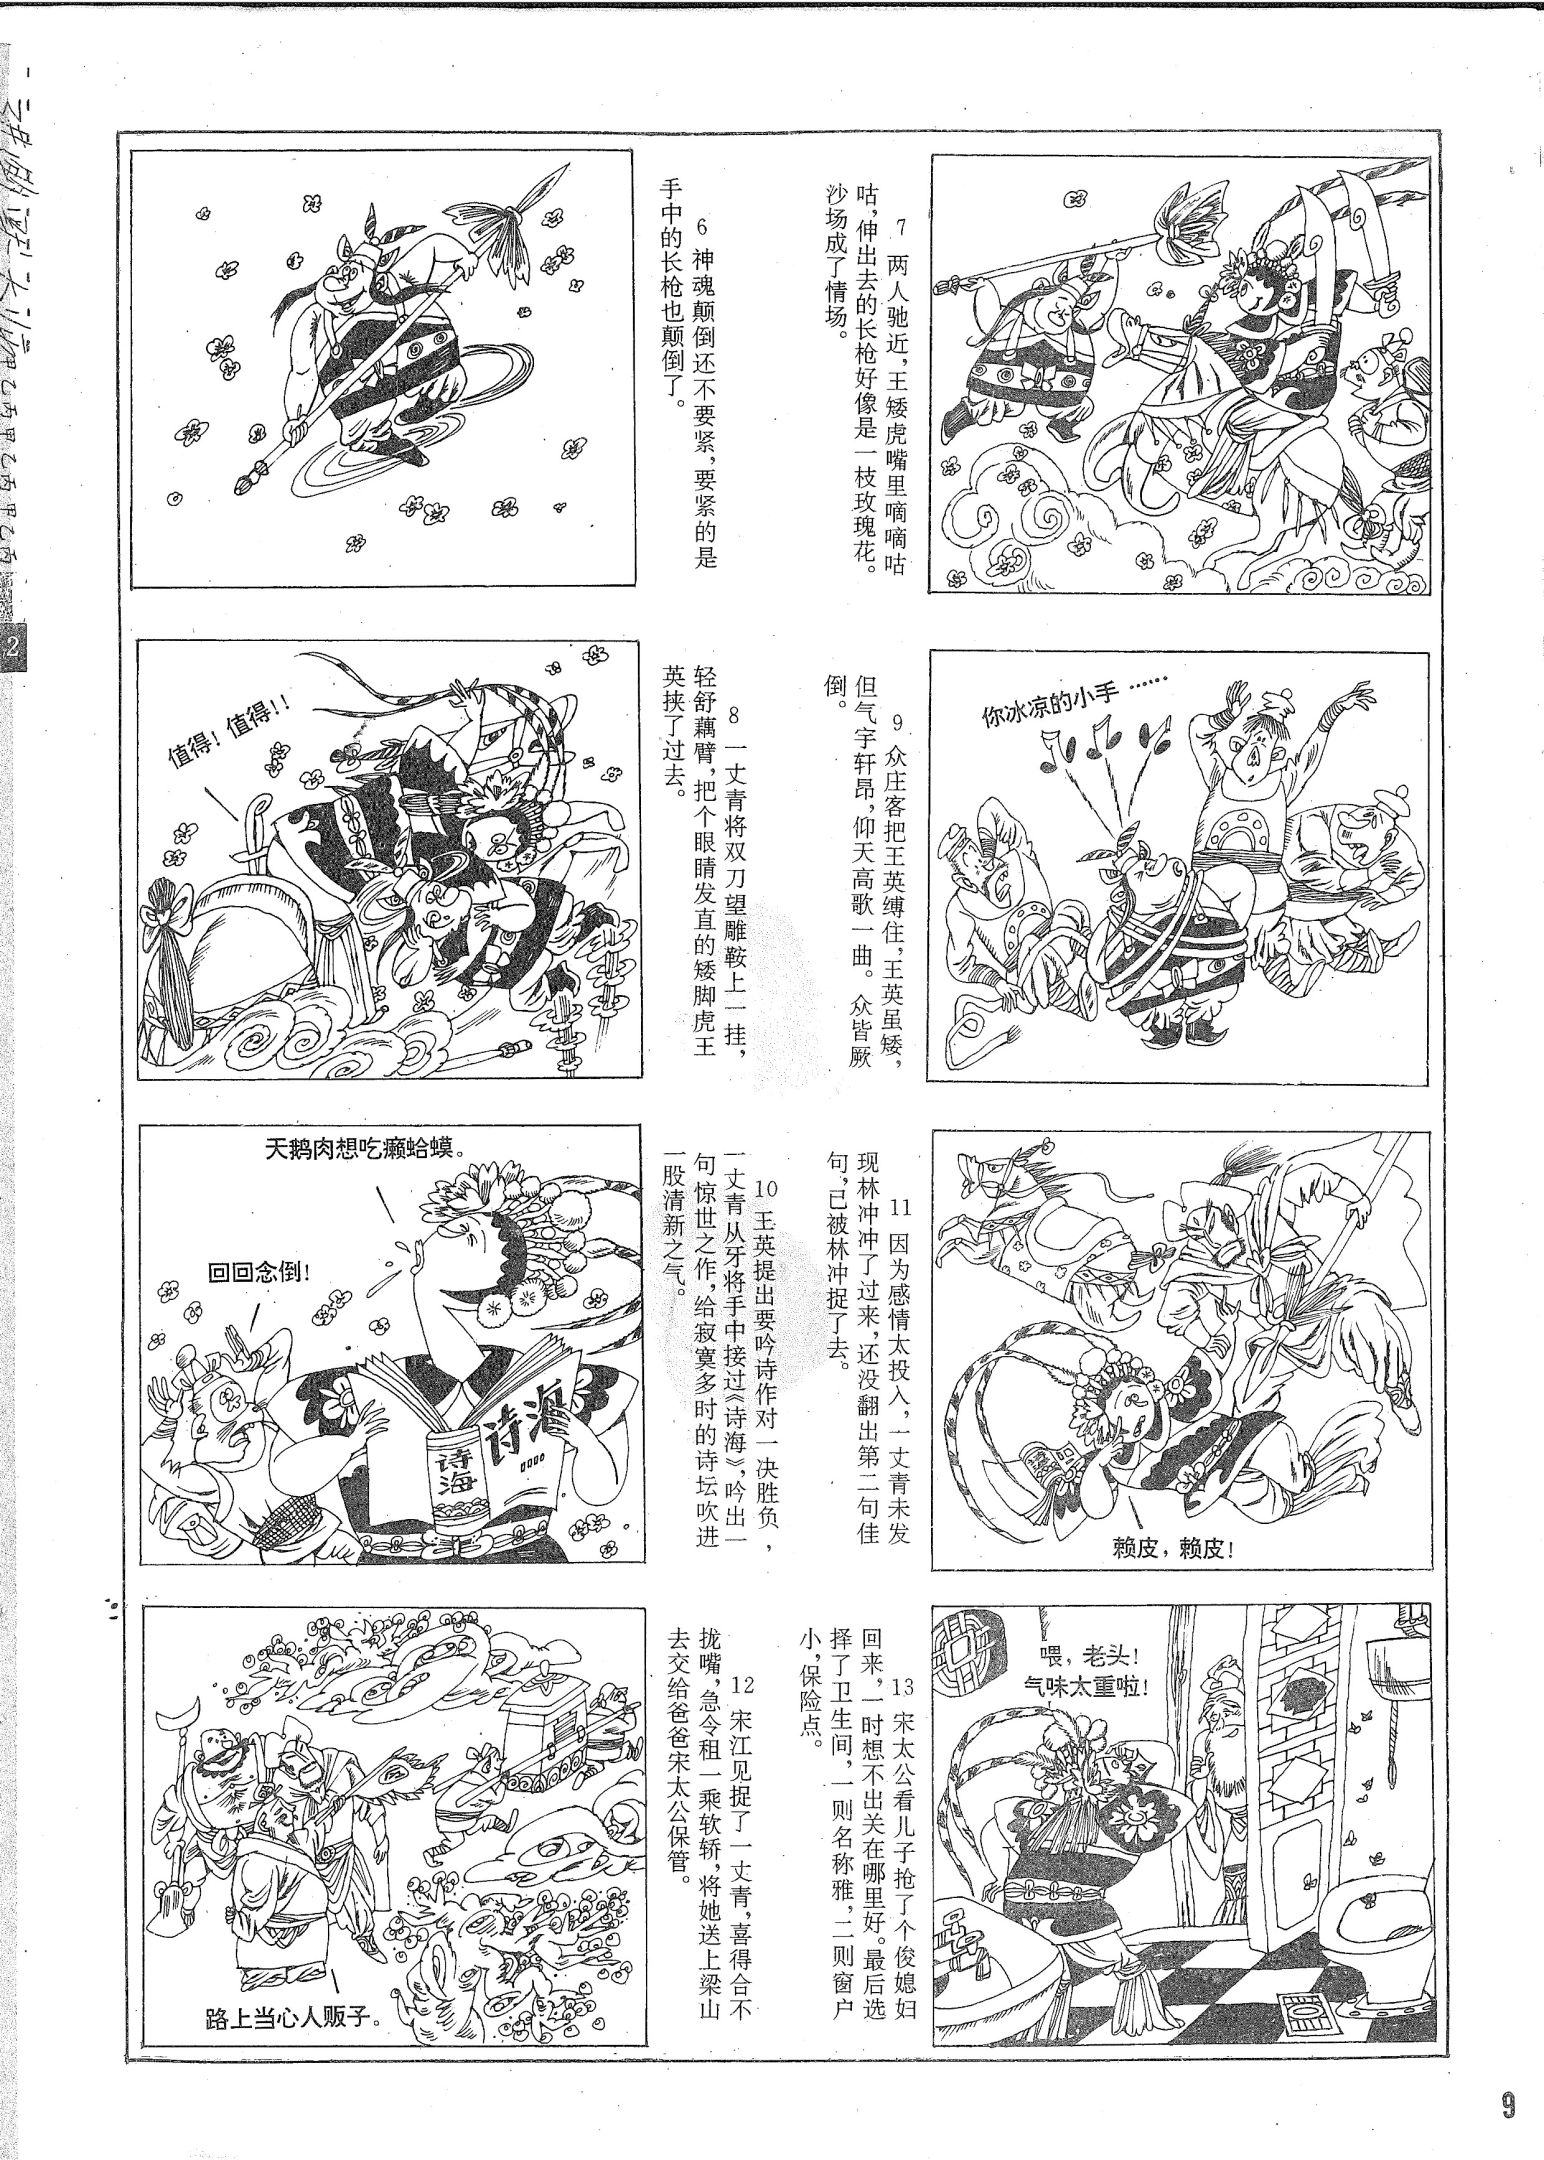 6 神魂颠倒还不要紧，要紧的是
手中的长枪也颠倒了。
7 两人驰近，王矮虎嘴里嘀嘀咕
咕，伸出去的长枪好像是一枝玫瑰花。
沙场成了情场。
值得！值得！！
8 一丈青将双刀望雕鞍上一挂，
轻舒藕臂，把个眼睛发直的矮脚虎王
英挟了过去。
你冰凉的小手……
9 众庄客把王英缚住，王英虽矮，
但气宇轩昂，仰天高歌一曲。众皆厥
倒。
天鹅肉想吃癞蛤蟆。
回回念倒！
诗海
诗海
10 王英提出要吟诗作对一决胜负，
一丈青从牙将手中接过《诗海》，吟出一
句惊世之作，给寂寞多时的诗坛吹进
一股清新之气。
赖皮，赖皮！
11 因为感情太投入，一丈青未发
现林冲冲了过来，还没翻出第二句佳
句，已被林冲捉了去。
路上当心人贩子。
12 宋江见捉了一丈青，喜得合不
拢嘴，急令租一乘软轿，将她送上梁山
去交给爸爸宋太公保管。
喂，老头！
气味太重啦！
13 宋太公看儿子抢了个俊媳妇
回来，一时想不出关在哪里好。最后选
择了卫生间，一则名称雅，二则窗户
小，保险点。
2
9